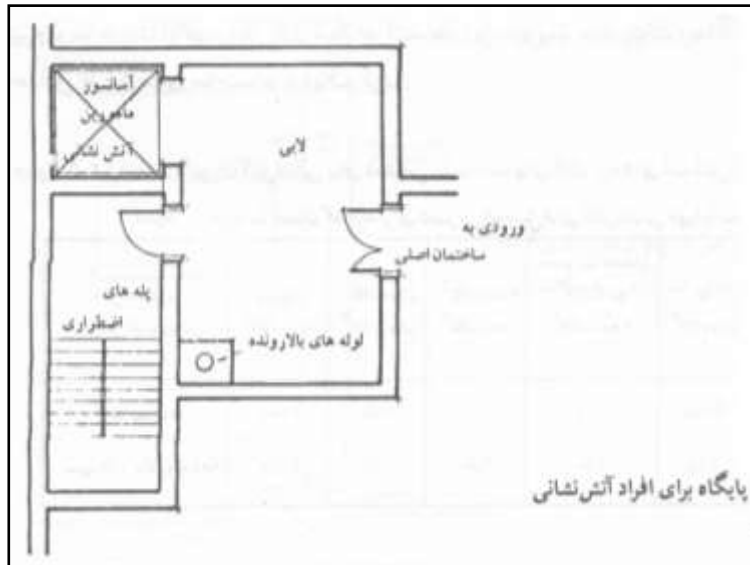 آسانسور
مامورین
آتش نشانی
لابی
ورودی به
ساختمان اصلی
پله های
اضطراری
لوله های بالارونده
پایگاه برای افراد آتش‌نشانی